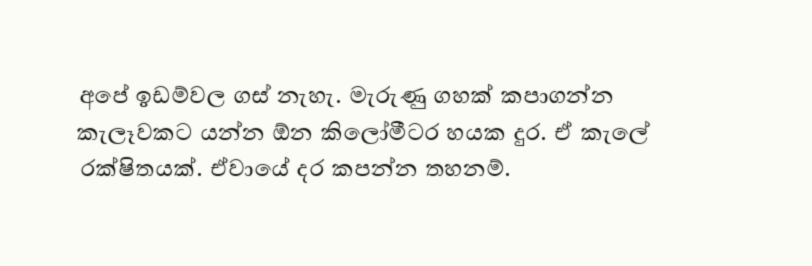 අපේ ඉඩම්වල ගස් නැහැ. මැරුණු ගහක් කපාගන්න
කැලෑවකට යන්න ඕන කිලෝමීටර හයක දුර. ඒ කැලේ
රක්ෂිතයක්. ඒවායේ දර කපන්න තහනම්.